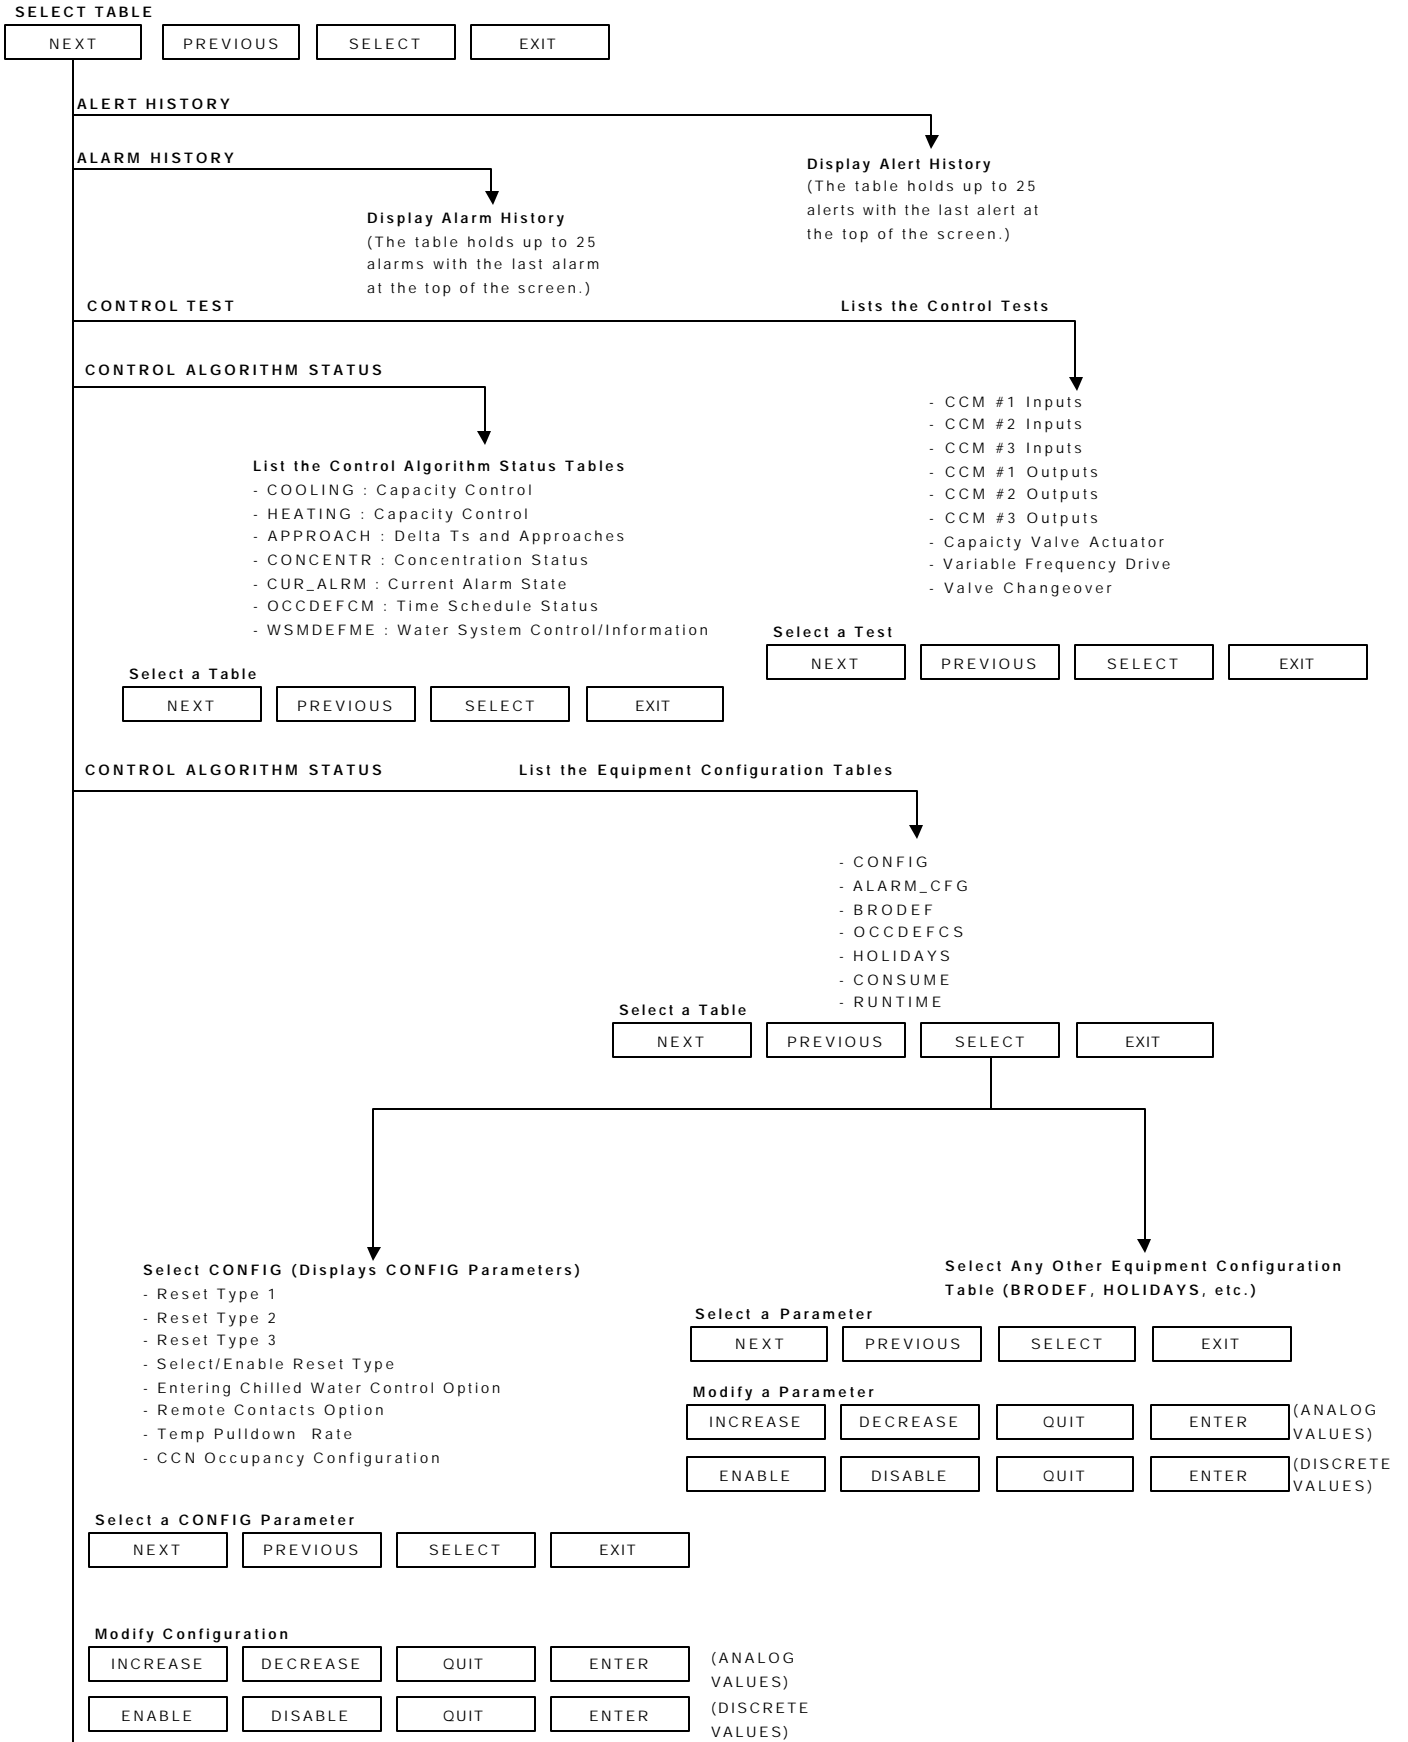 SELECT TABLE
NEXT PREVIOUS SELECT EXIT
ALERT HISTORY
ALARM HISTORY
Display Alert History
(The table holds up to 25
alerts with the last alert at
the top of the screen.)
Display Alarm History
(The table holds up to 25
alarms with the last alarm
at the top of the screen.)
CONTROL TEST
Lists the Control Tests
CONTROL ALGORITHM STATUS
- CCM #1 Inputs
- CCM #2 Inputs
- CCM #3 Inputs
- CCM #1 Outputs
- CCM #2 Outputs
- CCM #3 Outputs
- Capaicty Valve Actuator
- Variable Frequency Drive
- Valve Changeover
List the Control Algorithm Status Tables
- COOLING : Capacity Control
- HEATING : Capacity Control
- APPROACH : Delta Ts and Approaches
- CONCENTR : Concentration Status
- CUR_ALRM : Current Alarm State
- OCCDEFCM : Time Schedule Status
- WSMDEFME : Water System Control/Information
Select a Test
NEXT PREVIOUS SELECT EXIT
Select a Table
NEXT PREVIOUS SELECT EXIT
CONTROL ALGORITHM STATUS
List the Equipment Configuration Tables
- CONFIG
- ALARM_CFG
- BRODEF
- OCCDEFCS
- HOLIDAYS
- CONSUME
- RUNTIME
Select a Table
NEXT PREVIOUS SELECT EXIT
Select CONFIG (Displays CONFIG Parameters)
- Reset Type 1
- Reset Type 2
- Reset Type 3
- Select/Enable Reset Type
- Entering Chilled Water Control Option
- Remote Contacts Option
- Temp Pulldown Rate
- CCN Occupancy Configuration
Select Any Other Equipment Configuration
Table (BRODEF, HOLIDAYS, etc.)
Select a Parameter
NEXT PREVIOUS SELECT EXIT
Modify a Parameter
INCREASE DECREASE QUIT ENTER (ANALOG
VALUES)
ENABLE DISABLE QUIT ENTER (DISCRETE
VALUES)
Select a CONFIG Parameter
NEXT PREVIOUS SELECT EXIT
Modify Configuration
INCREASE DECREASE QUIT ENTER (ANALOG
VALUES)
ENABLE DISABLE QUIT ENTER (DISCRETE
VALUES)